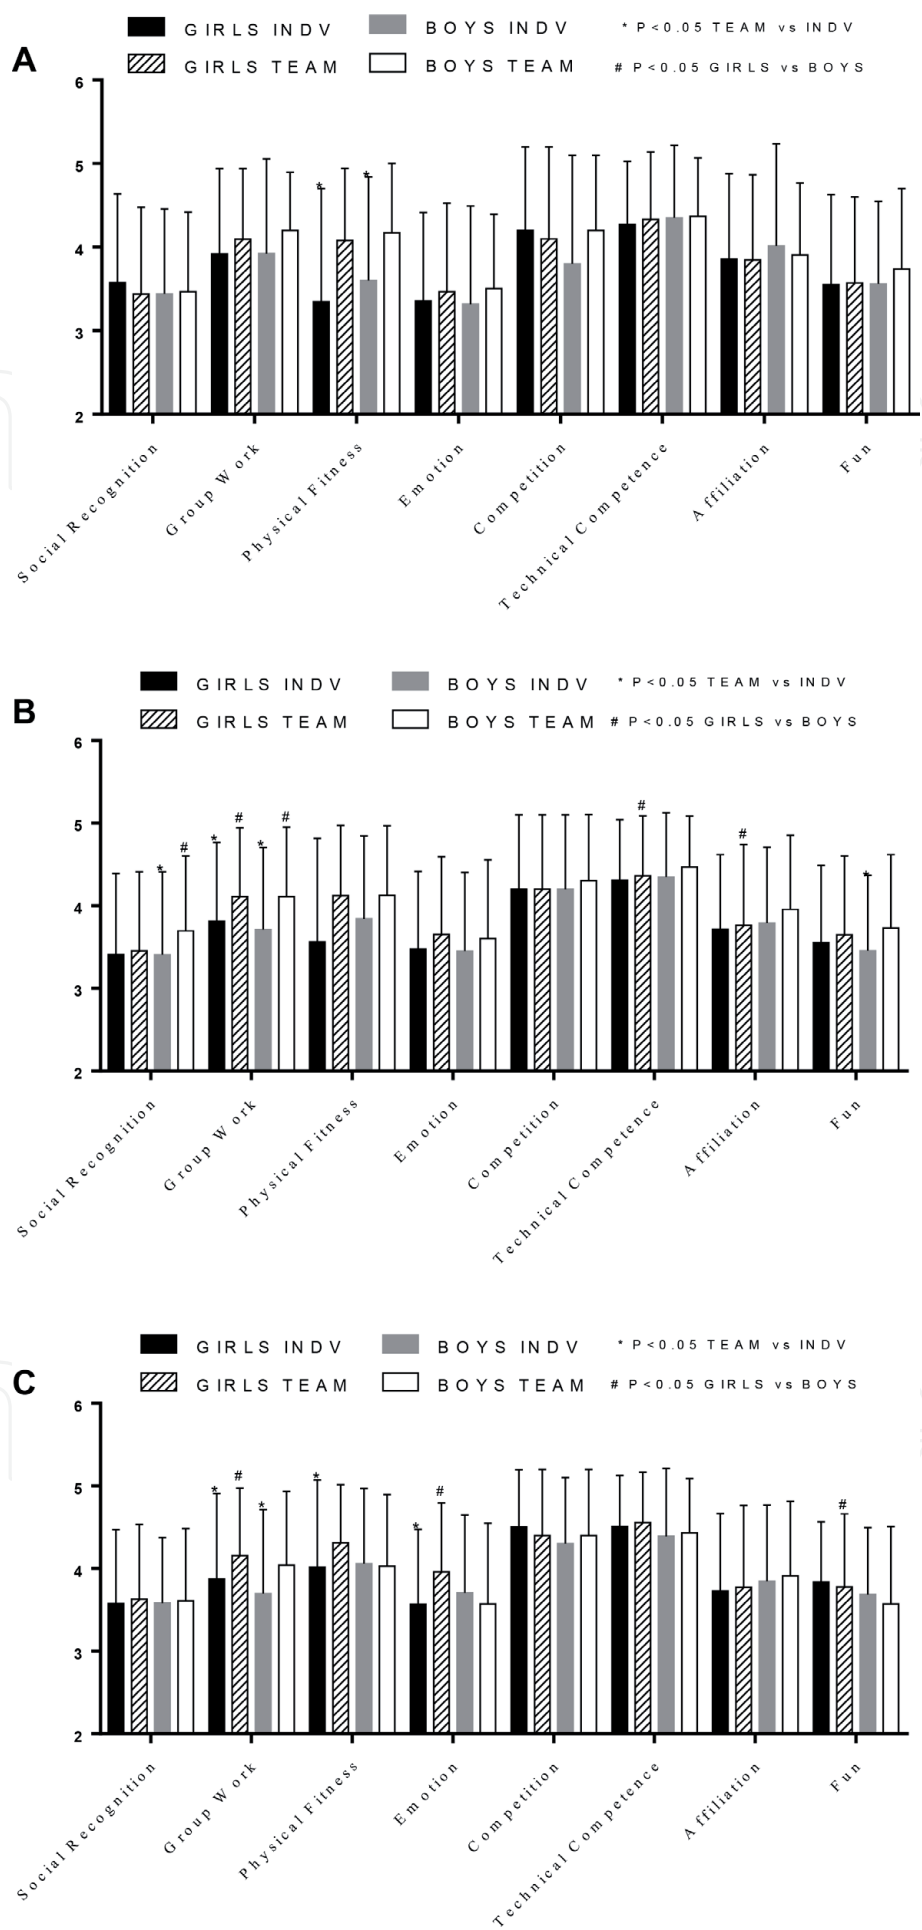 A
GIRLS INDV
BOYS INDV
* P<0.05 TEAM vs INDV
GIRLS TEAM
BOYS TEAM
# P<0.05 GIRLS vs BOYS
6
5
4
3
2
* *
Social Recognition
Group Work
Physical Fitness
Emotion
Competition
Technical Competence
Affiliation
Fun
B
GIRLS INDV
BOYS INDV
* P<0.05 TEAM vs INDV
GIRLS TEAM
BOYS TEAM
# P<0.05 GIRLS vs BOYS
6
5
4
3
2
* # * # * # # # *
Social Recognition
Group Work
Physical Fitness
Emotion
Competition
Technical Competence
Affiliation
Fun
C
GIRLS INDV
BOYS INDV
* P<0.05 TEAM vs INDV
GIRLS TEAM
BOYS TEAM
# P<0.05 GIRLS vs BOYS
6
5
4
3
2
* # * * * # #
Social Recognition
Group Work
Physical Fitness
Emotion
Competition
Technical Competence
Affiliation
Fun